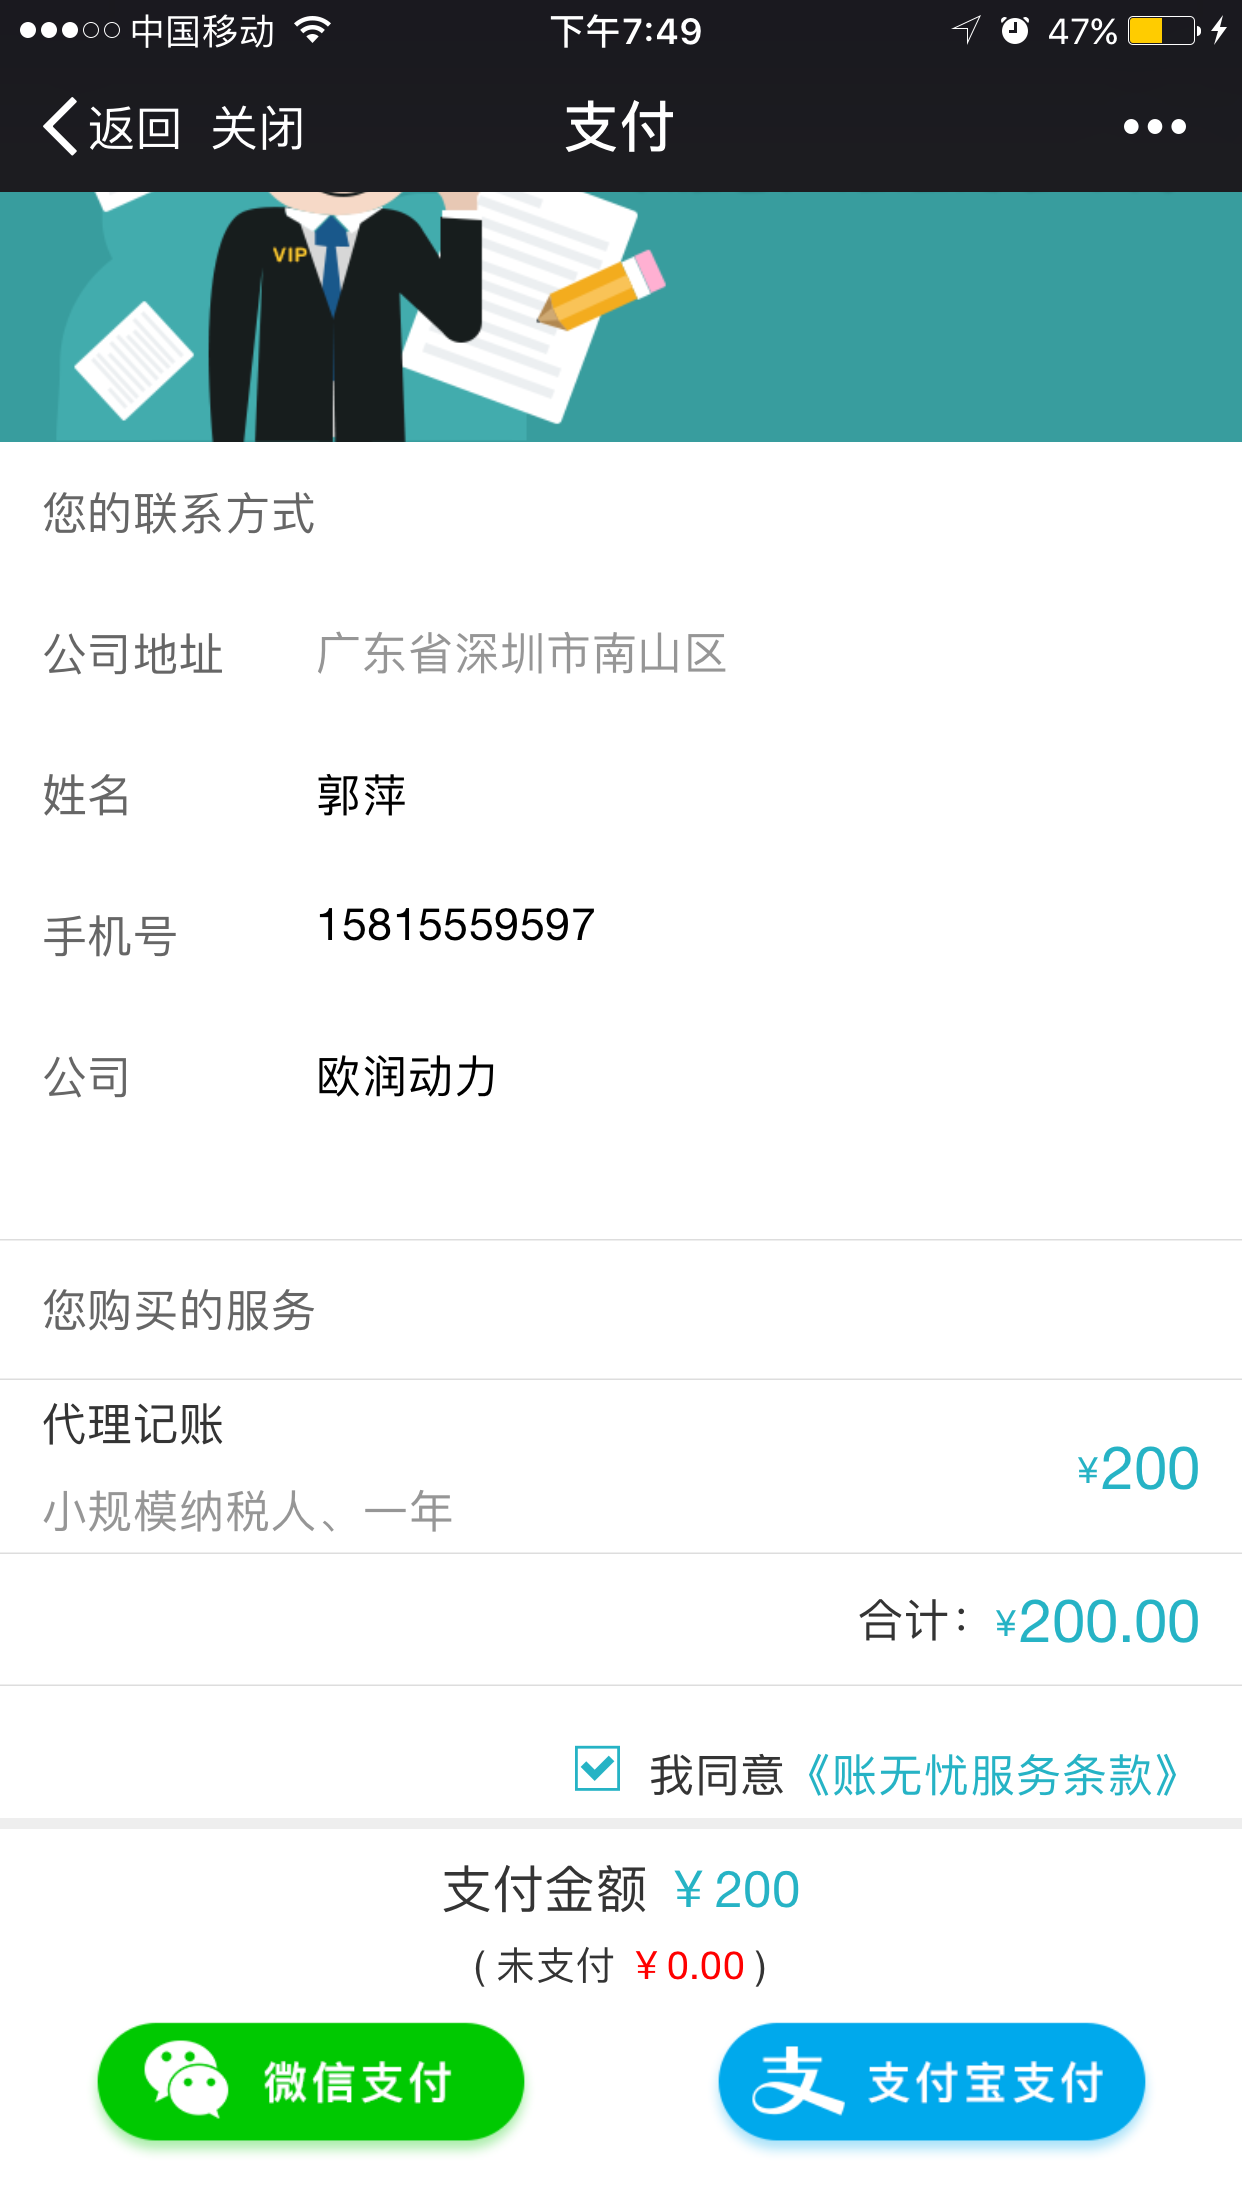 中国移动 下午7:49 47%
返回 关闭 支付
VIP
您的联系方式
公司地址 广东省深圳市南山区
姓名 郭萍
手机号 15815559597
公司 欧润动力
您购买的服务
代理记账
¥200
小规模纳税人、一年
合计：¥200.00
我同意《账无忧服务条款》
支付金额 ¥ 200
( 未支付 ¥ 0.00 )
微信支付 支付宝支付